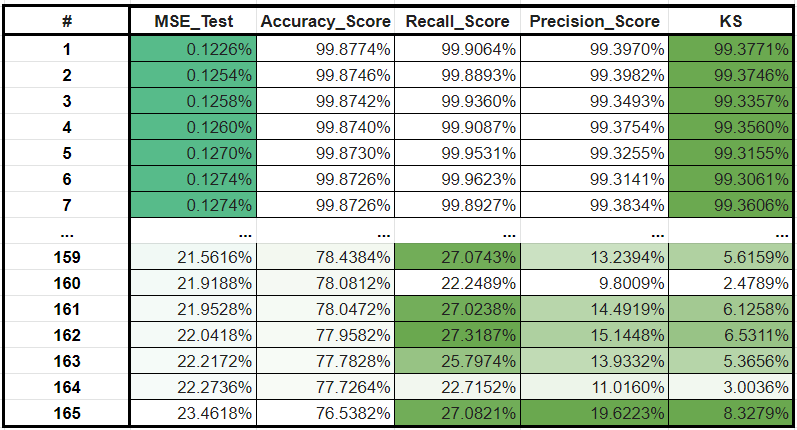 # MSE_Test Accuracy_Score Recall_Score Precision_Score KS
1 0.1226% 99.8774% 99.9064% 99.3970% 99.3771%
2 0.1254% 99.8746% 99.8893% 99.3982% 99.3746%
3 0.1258% 99.8742% 99.9360% 99.3493% 99.3357%
4 0.1260% 99.8740% 99.9087% 99.3754% 99.3560%
5 0.1270% 99.8730% 99.9531% 99.3255% 99.3155%
6 0.1274% 99.8726% 99.9623% 99.3141% 99.3061%
7 0.1274% 99.8726% 99.8927% 99.3834% 99.3606%
... ... ... ... ... ...
159 21.5616% 78.4384% 27.0743% 13.2394% 5.6159%
160 21.9188% 78.0812% 22.2489% 9.8009% 2.4789%
161 21.9528% 78.0472% 27.0238% 14.4919% 6.1258%
162 22.0418% 77.9582% 27.3187% 15.1448% 6.5311%
163 22.2172% 77.7828% 25.7974% 13.9332% 5.3656%
164 22.2736% 77.7264% 22.7152% 11.0160% 3.0036%
165 23.4618% 76.5382% 27.0821% 19.6223% 8.3279%